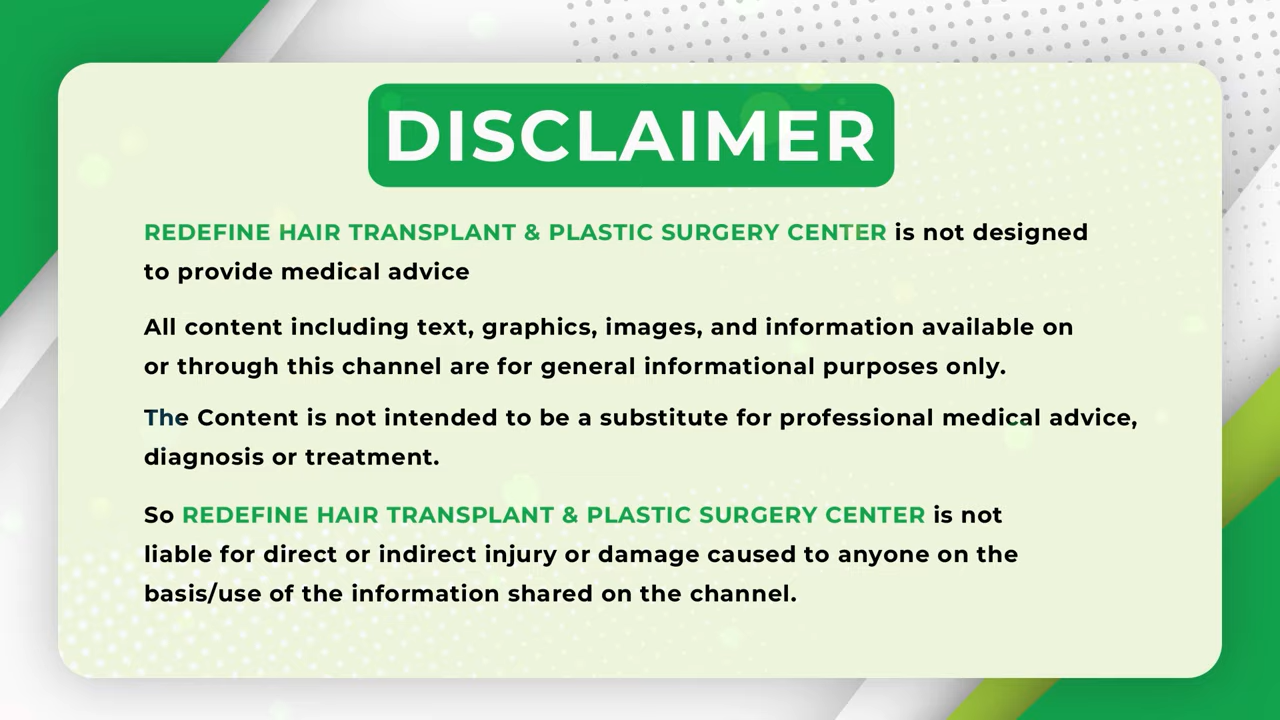 DISCLAIMER
REDEFINE HAIR TRANSPLANT & PLASTIC SURGERY CENTER is not designed
to provide medical advice
All content including text, graphics, images, and information available on
or through this channel are for general informational purposes only.
The Content is not intended to be a substitute for professional medical advice,
diagnosis or treatment.
So REDEFINE HAIR TRANSPLANT & PLASTIC SURGERY CENTER is not
liable for direct or indirect injury or damage caused to anyone on the
basis/use of the information shared on the channel.